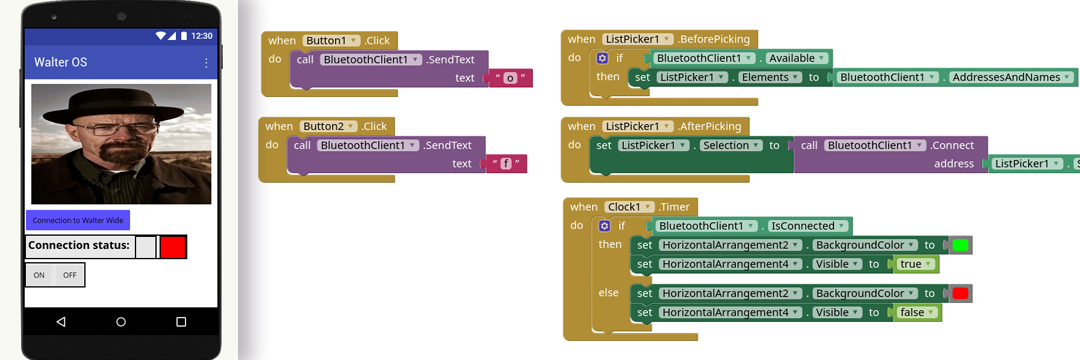 12:30
Walter OS
Connection to Walter Wide
Connection status:
ON OFF
when Button1 .Click
do call BluetoothClient1 .SendText
text " o "
when Button2 .Click
do call BluetoothClient1 .SendText
text " f "
when ListPicker1 .BeforePicking
do if BluetoothClient1 . Available
then set ListPicker1 . Elements to BluetoothClient1 . AddressesAndNames
when ListPicker1 .AfterPicking
do set ListPicker1 . Selection to call BluetoothClient1 .Connect
address ListPicker1 . S
when Clock1 .Timer
do if BluetoothClient1 . IsConnected
then set HorizontalArrangement2 . BackgroundColor to
set HorizontalArrangement4 . Visible to true
else set HorizontalArrangement2 . BackgroundColor to
set HorizontalArrangement4 . Visible to false